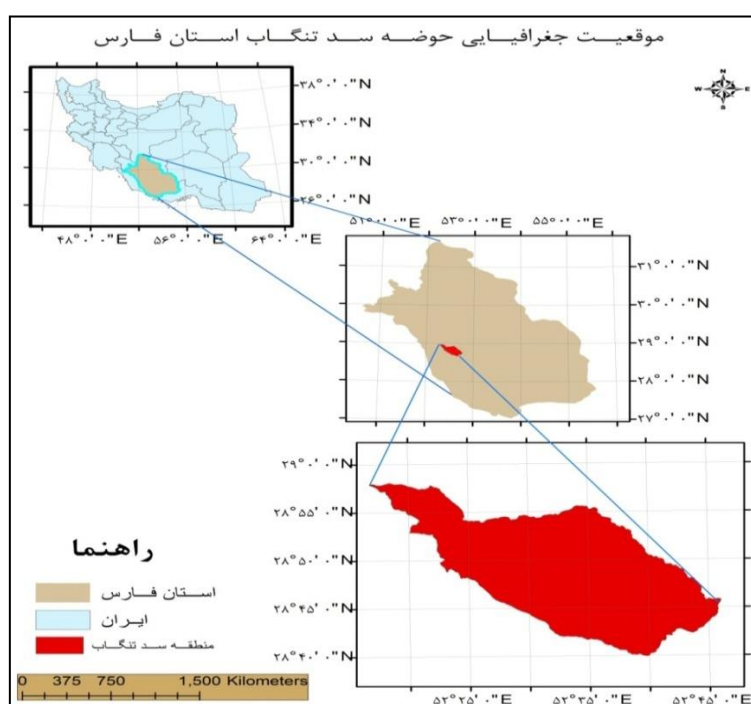 موقعیت جغرافیایی حوضه سد تنگاب استان فارس
N
W E
S
۳۸°۰'۰"N
۳۴°۰'۰"N
۳۰°۰'۰"N
۲۶°۰'۰"N
۴۸°۰'۰"E ۵۶°۰'۰"E ۶۴°۰'۰"E
۵۱°۰'۰"E ۵۳°۰'۰"E ۵۵°۰'۰"E
۳۱°۰'۰"N
۳۰°۰'۰"N
۲۹°۰'۰"N
۲۸°۰'۰"N
۲۷°۰'۰"N
۲۹°۰'۰"N
۲۸°۵۵'۰"N
۲۸°۵۰'۰"N
۲۸°۴۵'۰"N
۲۸°۴۰'۰"N
۵۲°۲۵'۰"E ۵۲°۳۵'۰"E ۵۲°۴۵'۰"E
راهنما
استان فارس
ایران
منطقه سد تنگاب
0 375 750 1,500 Kilometers